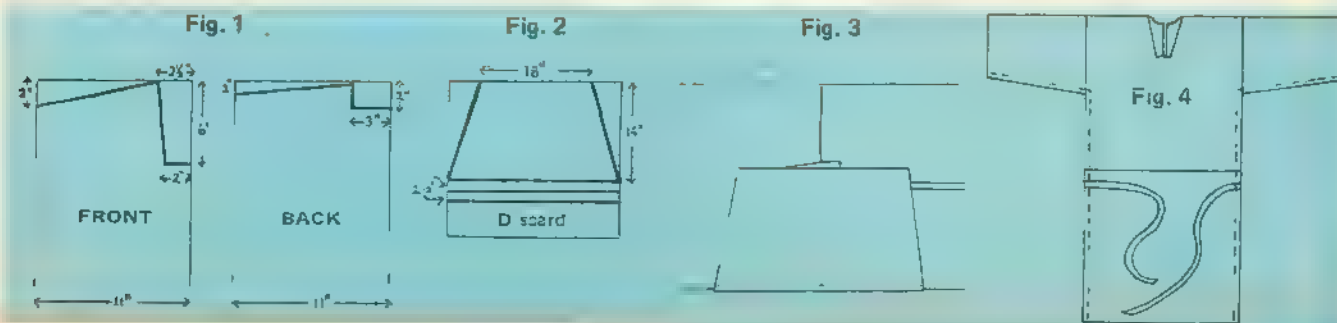 Fig. 1
Fig. 2
Fig. 3
Fig. 4
2½"
2"
6"
2"
FRONT
11"
2"
3"
BACK
11"
18"
14"
D scard